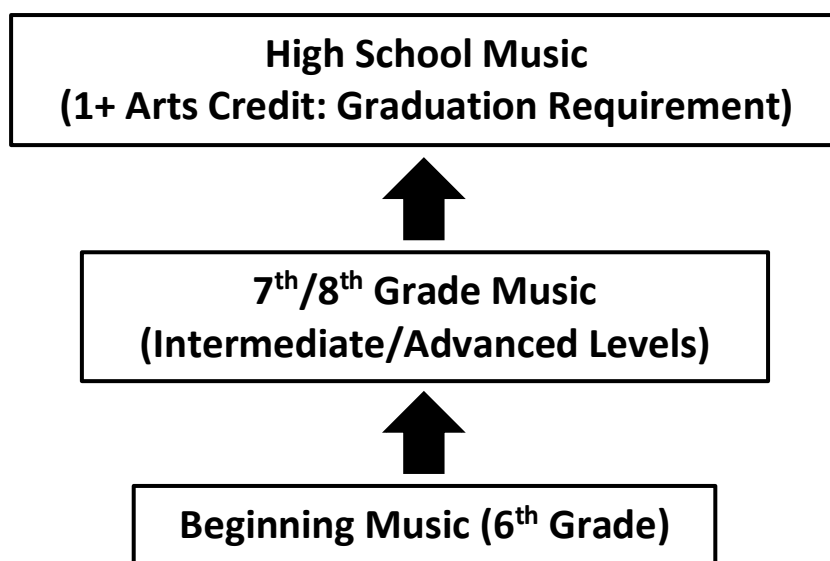 High School Music
(1+ Arts Credit: Graduation Requirement)
7th/8th Grade Music
(Intermediate/Advanced Levels)
Beginning Music (6th Grade)